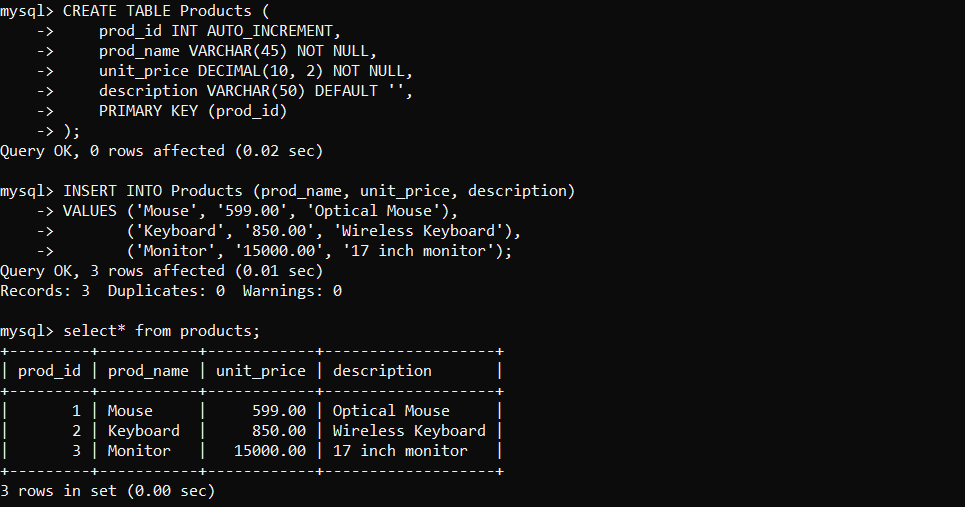 mysql> CREATE TABLE Products (
    ->     prod_id INT AUTO_INCREMENT,
    ->     prod_name VARCHAR(45) NOT NULL,
    ->     unit_price DECIMAL(10, 2) NOT NULL,
    ->     description VARCHAR(50) DEFAULT '',
    ->     PRIMARY KEY (prod_id)
    -> );
Query OK, 0 rows affected (0.02 sec)

mysql> INSERT INTO Products (prod_name, unit_price, description)
    -> VALUES ('Mouse', '599.00', 'Optical Mouse'),
    ->        ('Keyboard', '850.00', 'Wireless Keyboard'),
    ->        ('Monitor', '15000.00', '17 inch monitor');
Query OK, 3 rows affected (0.01 sec)
Records: 3  Duplicates: 0  Warnings: 0

mysql> select* from products;
+---------+-----------+------------+-------------------+
| prod_id | prod_name | unit_price | description       |
+---------+-----------+------------+-------------------+
|       1 | Mouse     |     599.00 | Optical Mouse     |
|       2 | Keyboard  |     850.00 | Wireless Keyboard |
|       3 | Monitor   |   15000.00 | 17 inch monitor   |
+---------+-----------+------------+-------------------+
3 rows in set (0.00 sec)